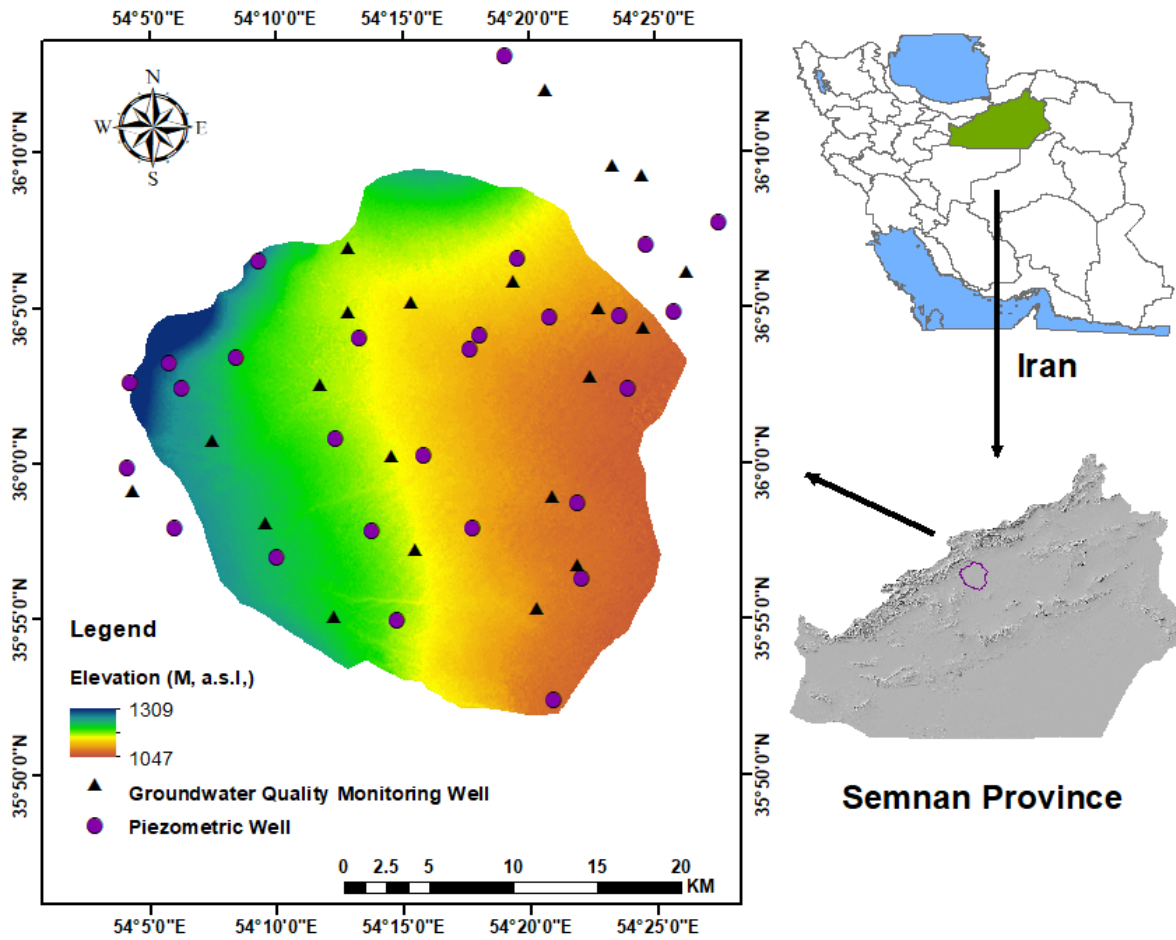 54°5'0"E 54°10'0"E 54°15'0"E 54°20'0"E 54°25'0"E
N
W E
S
36°10'0"N 36°10'0"N
36°5'0"N 36°5'0"N
36°0'0"N 36°0'0"N
35°55'0"N 35°55'0"N
35°50'0"N 35°50'0"N
Legend
Elevation (M, a.s.l,)
1309
1047
Groundwater Quality Monitoring Well
Piezometric Well
0 2.5 5 10 15 20
KM
54°5'0"E 54°10'0"E 54°15'0"E 54°20'0"E 54°25'0"E
Iran
Semnan Province